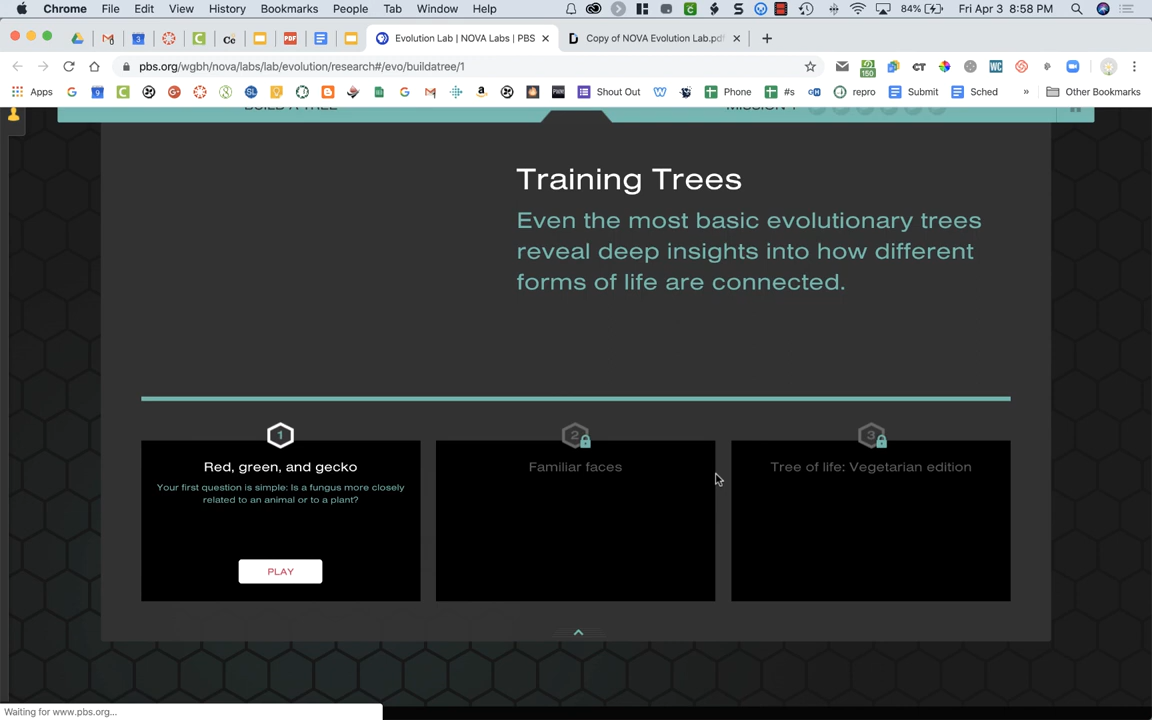 Chrome File Edit View History Bookmarks People Tab Window Help 84% Fri Apr 3 8:58 PM
Evolution Lab | NOVA Labs | PBS Copy of NOVA Evolution Lab.pdf
pbs.org/wgbh/nova/labs/lab/evolution/research#/evo/buildatree/1
Apps Shout Out Phone #s repro Submit Sched » Other Bookmarks
BUILD A TREE
Training Trees
Even the most basic evolutionary trees
reveal deep insights into how different
forms of life are connected.
1 2 3
Red, green, and gecko
Your first question is simple: Is a fungus more closely
related to an animal or to a plant?
PLAY
Familiar faces
Tree of life: Vegetarian edition
Waiting for www.pbs.org...